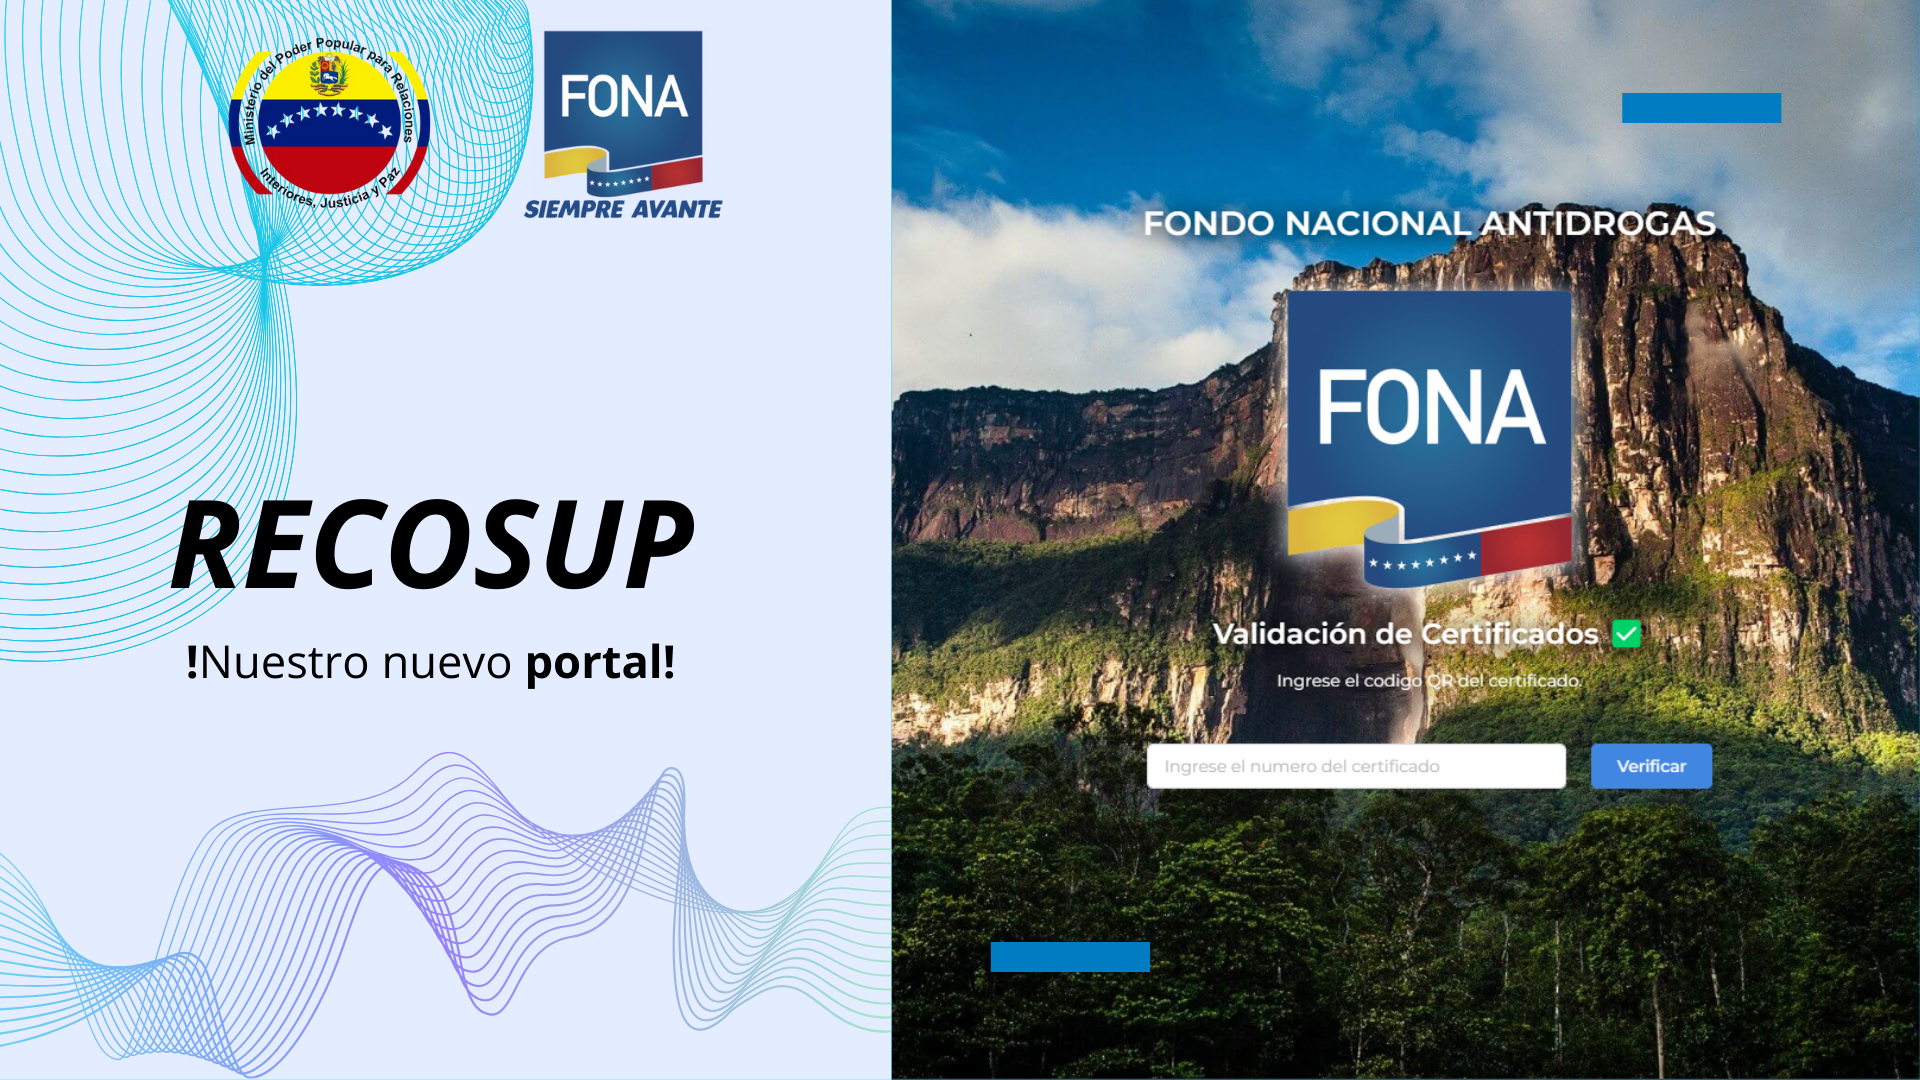 Ministerio del Poder Popular para Relaciones
Interiores, Justicia y Paz
FONA
SIEMPRE AVANTE
RECOSUP
!Nuestro nuevo portal!
FONDO NACIONAL ANTIDROGAS
FONA
Validación de Certificados
Ingrese el codigo QR del certificado.
Ingrese el numero del certificado
Verificar